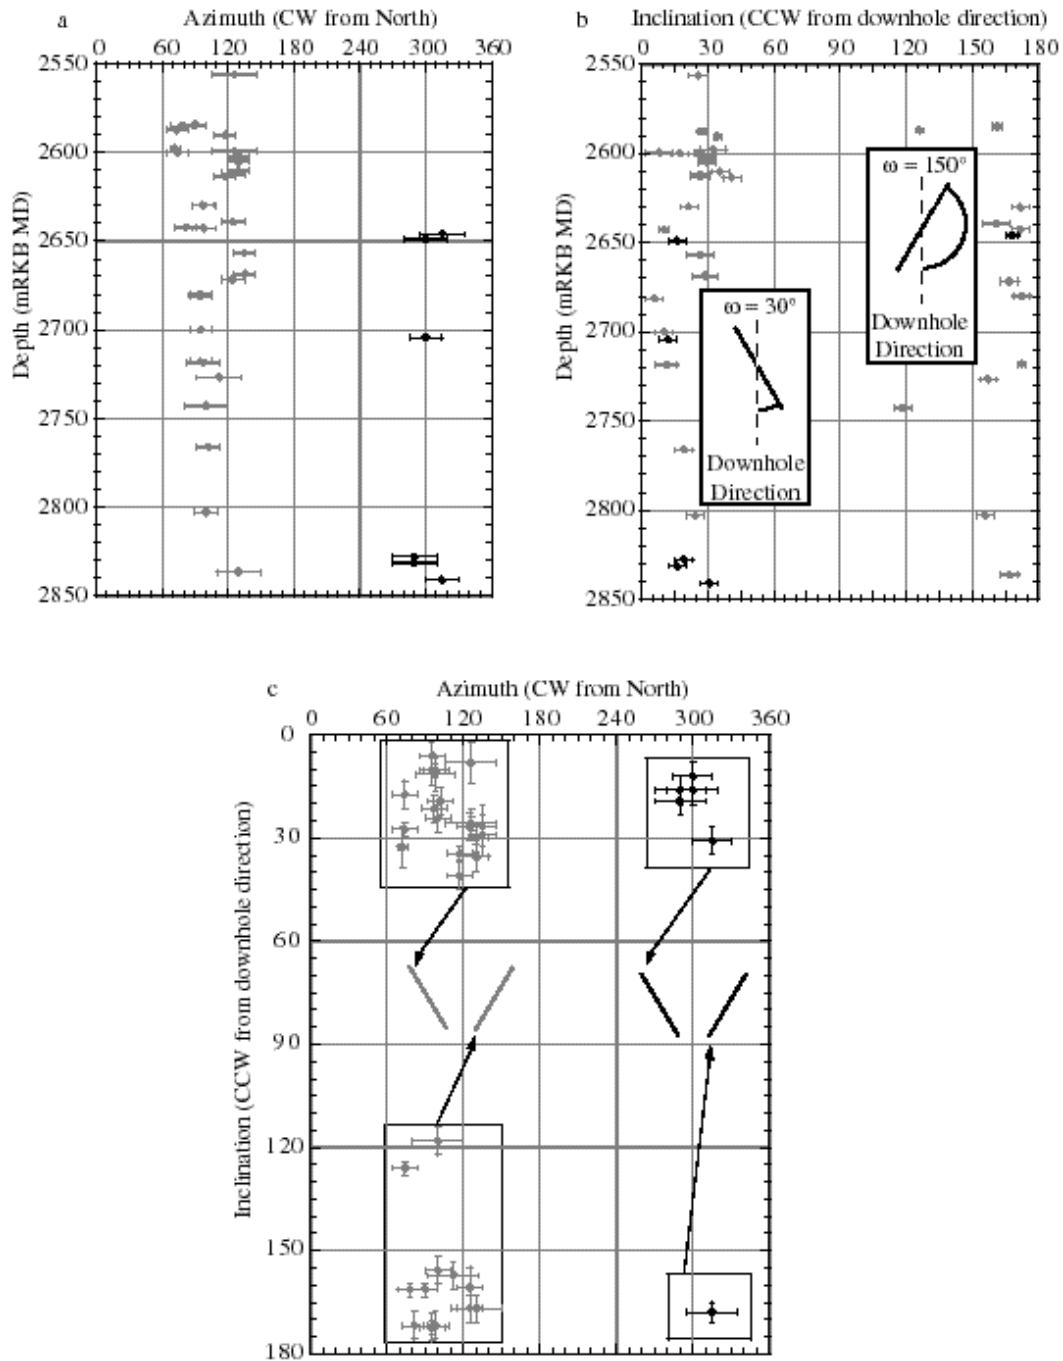 a
Azimuth (CW from North)
0 60 120 180 240 300 360
2550
2600
2650
2700
2750
2800
2850
Depth (mRKB MD)
b
Inclination (CCW from downhole direction)
0 30 60 90 120 150 180
2550
2600
2650
2700
2750
2800
2850
Depth (mRKB MD)
ω = 150°
Downhole
Direction
ω = 30°
Downhole
Direction
c
Azimuth (CW from North)
0 60 120 180 240 300 360
0
30
60
90
120
150
180
Inclination (CCW from downhole direction)